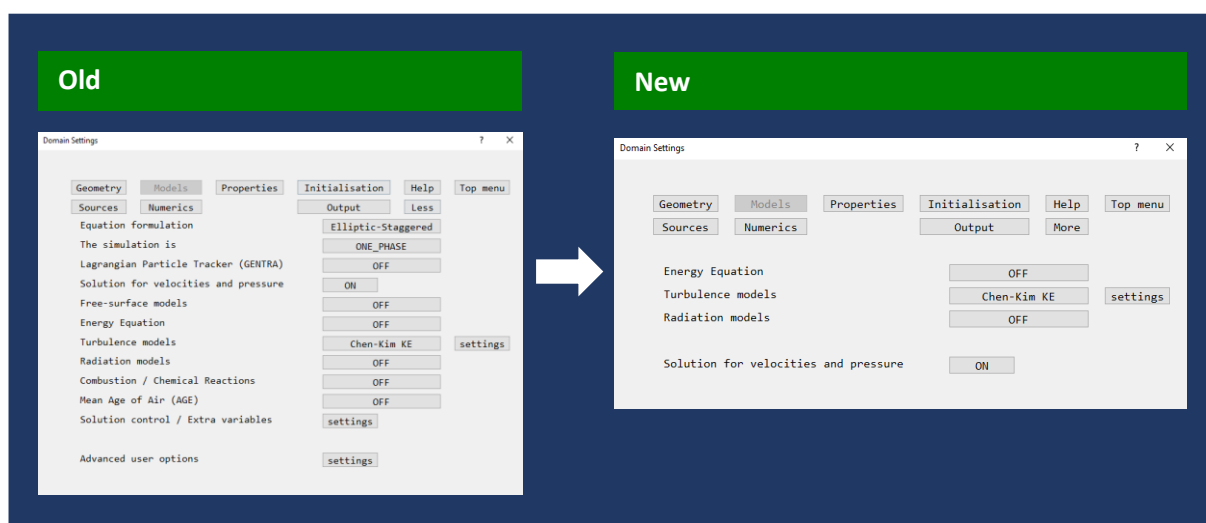 Old
Domain Settings ? ×
Geometry Models Properties Initialisation Help Top menu
Sources Numerics Output Less
Equation formulation Elliptic-Staggered
The simulation is ONE_PHASE
Lagrangian Particle Tracker (GENTRA) OFF
Solution for velocities and pressure ON
Free-surface models OFF
Energy Equation OFF
Turbulence models Chen-Kim KE settings
Radiation models OFF
Combustion / Chemical Reactions OFF
Mean Age of Air (AGE) OFF
Solution control / Extra variables settings
Advanced user options settings
New
Domain Settings ? ×
Geometry Models Properties Initialisation Help Top menu
Sources Numerics Output More
Energy Equation OFF
Turbulence models Chen-Kim KE settings
Radiation models OFF
Solution for velocities and pressure ON